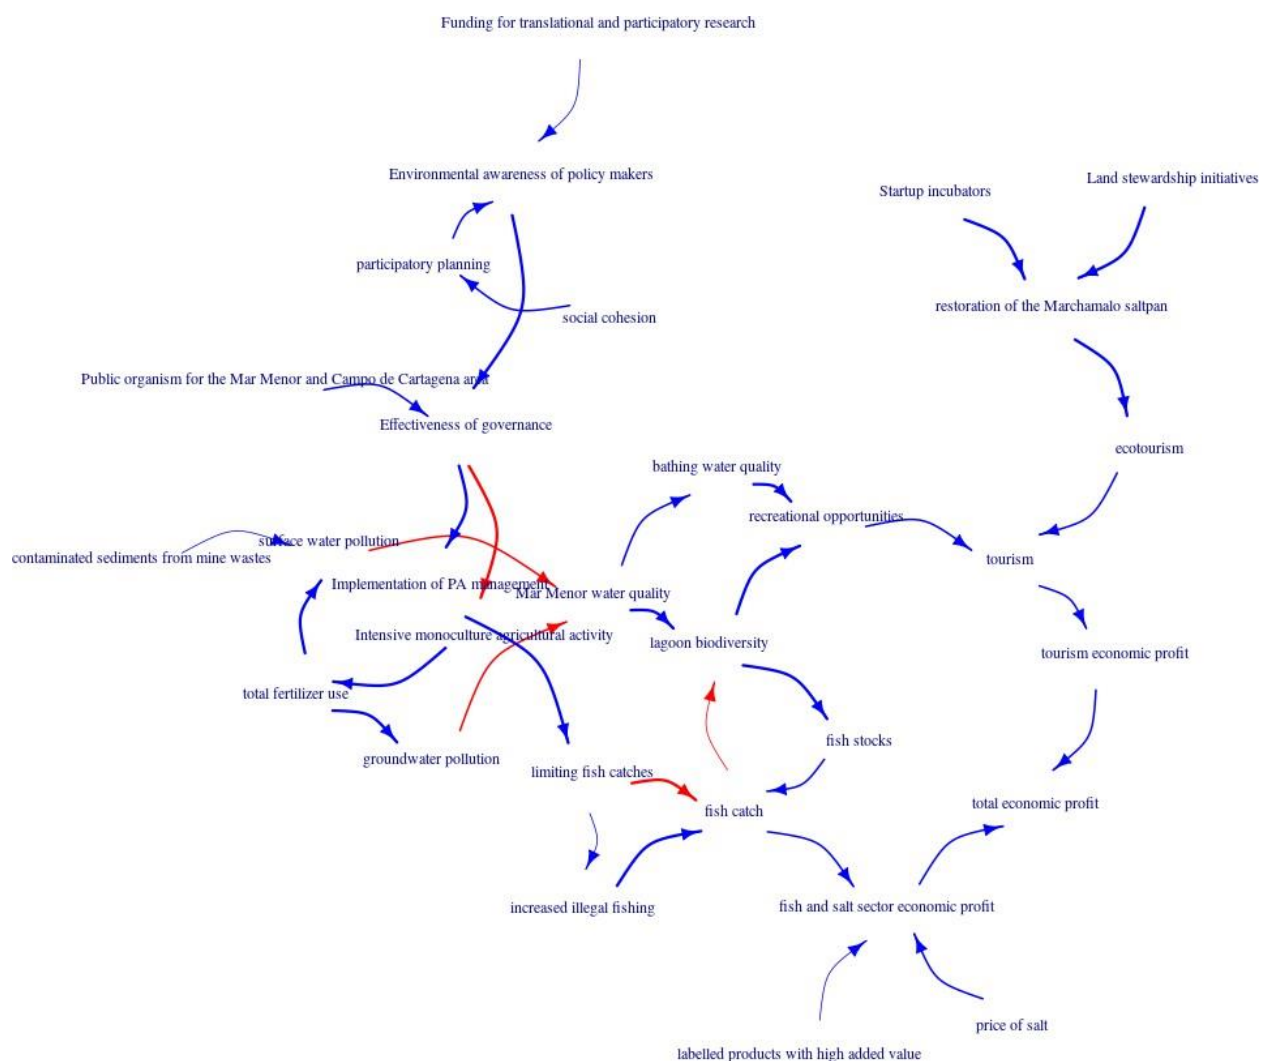 Funding for translational and participatory research
Environmental awareness of policy makers
Startup incubators
Land stewardship initiatives
participatory planning
social cohesion
restoration of the Marchamalo saltpan
Public organism for the Mar Menor and Campo de Cartagena area
Effectiveness of governance
ecotourism
bathing water quality
recreational opportunities
surface water pollution
contaminated sediments from mine wastes
tourism
Implementation of PA management
Mar Menor water quality
Intensive monoculture agricultural activity
lagoon biodiversity
tourism economic profit
total fertilizer use
fish stocks
groundwater pollution
limiting fish catches
total economic profit
fish catch
increased illegal fishing
fish and salt sector economic profit
price of salt
labelled products with high added value